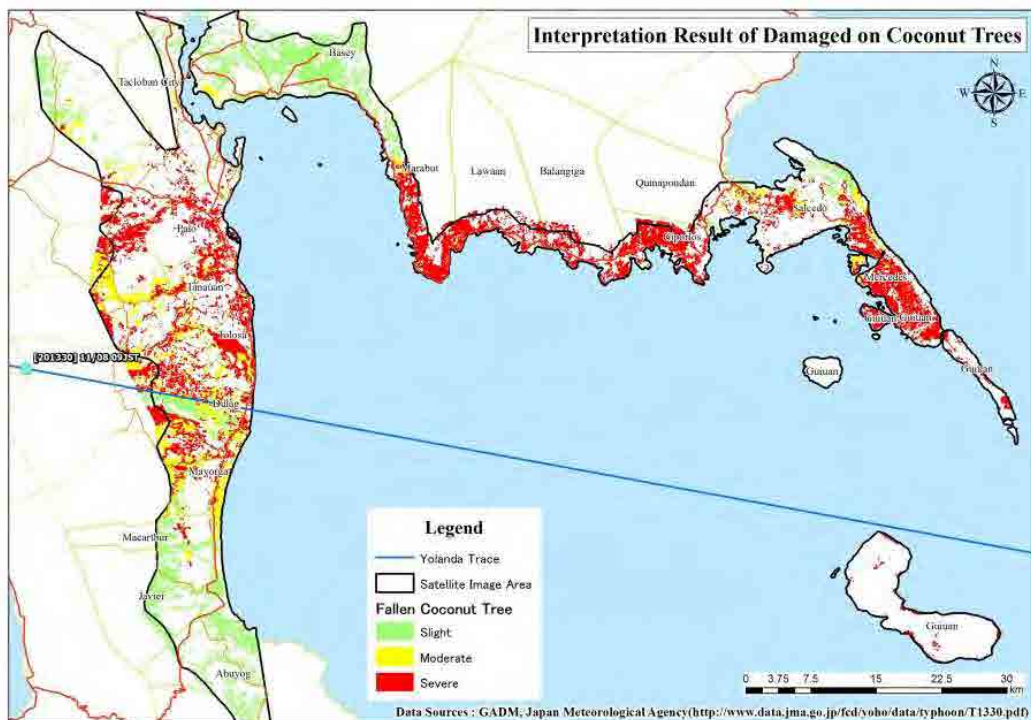 Interpretation Result of Damaged on Coconut Trees
Basey
Tacloban City
N
W E
S
Marabut
Lawaan
Balangiga
Quinapondan
Salcedo
Palo
Giporlos
Mercedes
Tanauan
Guiuan
Guiuan
Tolosa
[201330] 11/08 09JST
Guiuan
Guiuan
Dulag
Mayorga
Legend
Yolanda Trace
Macarthur
Satellite Image Area
Fallen Coconut Tree
Javier
Slight
Guiuan
Moderate
Abuyog
Severe
0 3.75 7.5 15 22.5 30
km
Data Sources : GADM, Japan Meteorological Agency(http://www.data.jma.go.jp/fcd/yoho/data/typhoon/T1330.pdf)